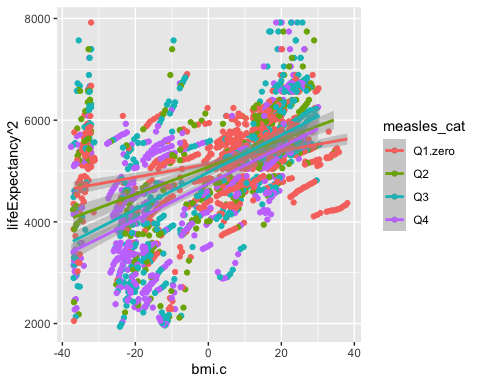 8000
6000
4000
2000
lifeExpectancy^2
-40
-20
0
20
40
bmi.c
measles_cat
Q1.zero
Q2
Q3
Q4